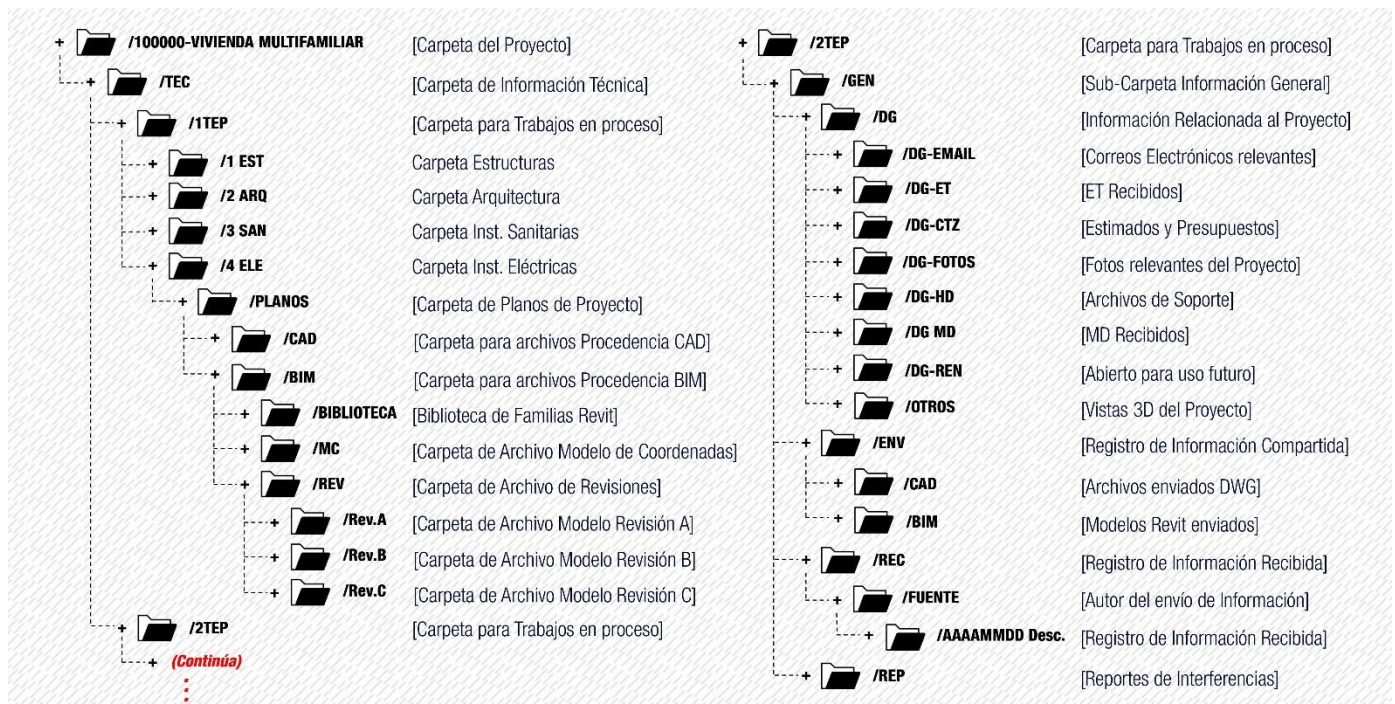 /100000-VIVIENDA MULTIFAMILIAR [Carpeta del Proyecto]
/TEC [Carpeta de Información Técnica]
/1TEP [Carpeta para Trabajos en proceso]
/1 EST Carpeta Estructuras
/2 ARQ Carpeta Arquitectura
/3 SAN Carpeta Inst. Sanitarias
/4 ELE Carpeta Inst. Eléctricas
/PLANOS [Carpeta de Planos de Proyecto]
/CAD [Carpeta para archivos Procedencia CAD]
/BIM [Carpeta para archivos Procedencia BIM]
/BIBLIOTECA [Biblioteca de Familias Revit]
/MC [Carpeta de Archivo Modelo de Coordenadas]
/REV [Carpeta de Archivo de Revisiones]
/Rev.A [Carpeta de Archivo Modelo Revisión A]
/Rev.B [Carpeta de Archivo Modelo Revisión B]
/Rev.C [Carpeta de Archivo Modelo Revisión C]
/2TEP [Carpeta para Trabajos en proceso]
(Continúa)
/2TEP [Carpeta para Trabajos en proceso]
/GEN [Sub-Carpeta Información General]
/DG [Información Relacionada al Proyecto]
/DG-EMAIL [Correos Electrónicos relevantes]
/DG-ET [ET Recibidos]
/DG-CTZ [Estimados y Presupuestos]
/DG-FOTOS [Fotos relevantes del Proyecto]
/DG-HD [Archivos de Soporte]
/DG MD [MD Recibidos]
/DG-REN [Abierto para uso futuro]
/OTROS [Vistas 3D del Proyecto]
/ENV [Registro de Información Compartida]
/CAD [Archivos enviados DWG]
/BIM [Modelos Revit enviados]
/REC [Registro de Información Recibida]
/FUENTE [Autor del envío de Información]
/AAAAMMDD Desc. [Registro de Información Recibida]
/REP [Reportes de Interferencias]